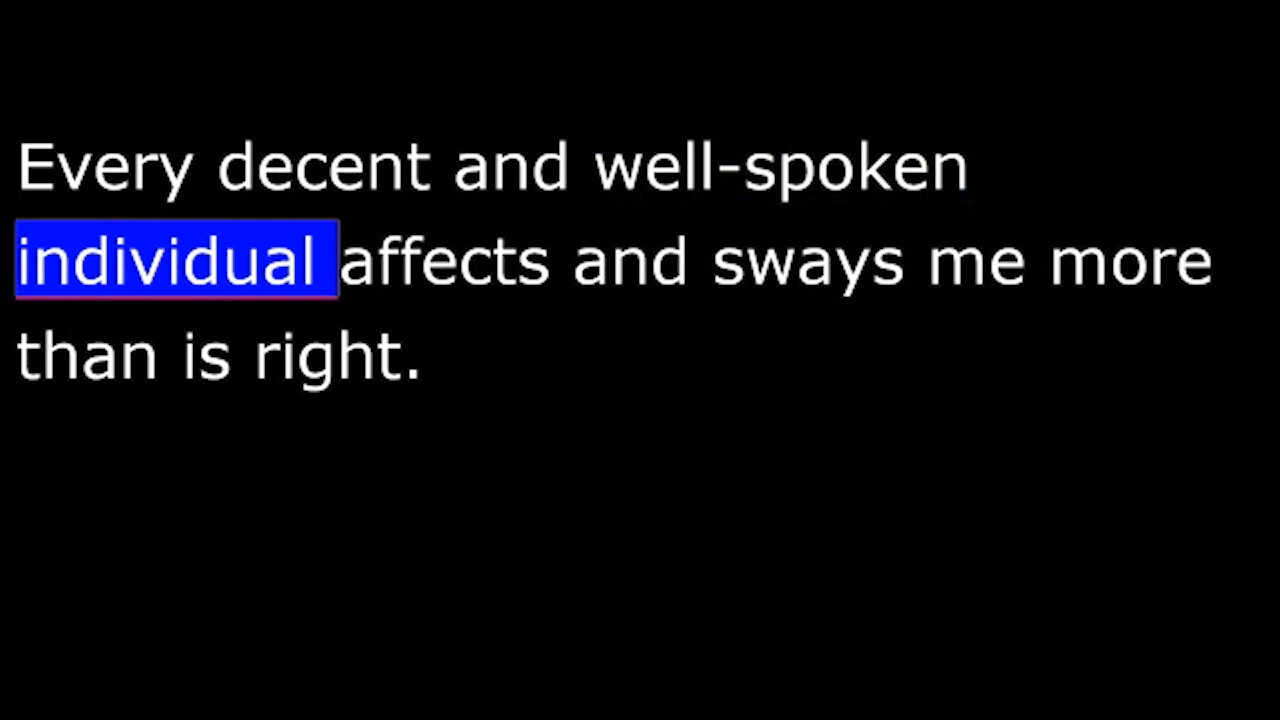 Every decent and well-spoken
individual affects and sways me more
than is right.